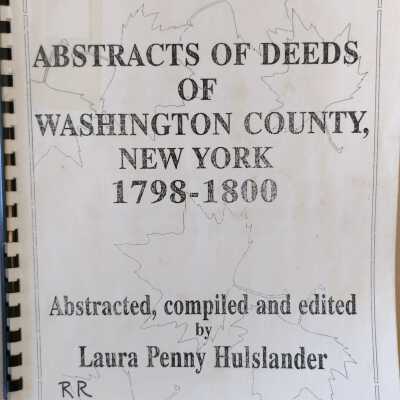 ABSTRACTS OF DEEDS
OF
WASHINGTON COUNTY,
NEW YORK
1798-1800
Abstracted, compiled and edited
by
Laura Penny Hulslander
RR